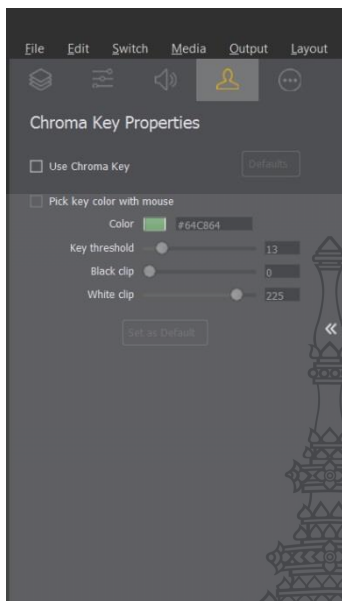 File Edit Switch Media Output Layout
Chroma Key Properties
Use Chroma Key Defaults
Pick key color with mouse
Color #64C864
Key threshold 13
Black clip 0
White clip 225
Set as Default